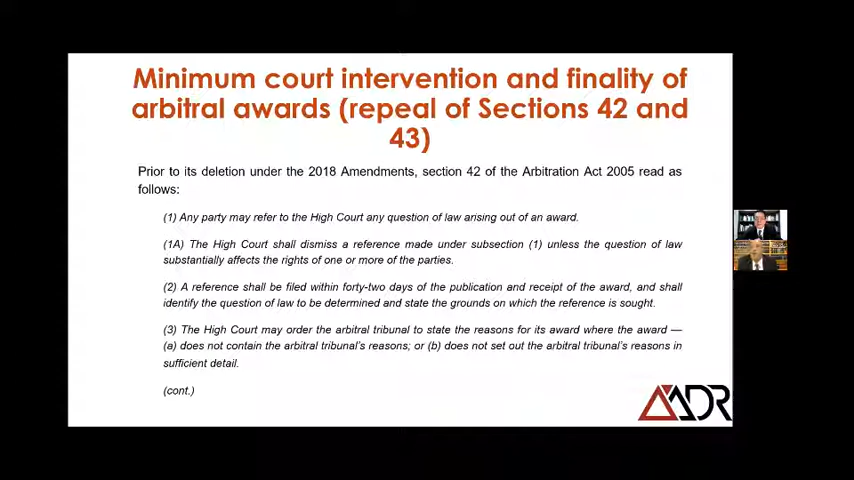 Minimum court intervention and finality of
arbitral awards (repeal of Sections 42 and
43)
Prior to its deletion under the 2018 Amendments, section 42 of the Arbitration Act 2005 read as
follows:
(1) Any party may refer to the High Court any question of law arising out of an award.
(1A) The High Court shall dismiss a reference made under subsection (1) unless the question of law
substantially affects the rights of one or more of the parties.
(2) A reference shall be filed within forty-two days of the publication and receipt of the award, and shall
identify the question of law to be determined and state the grounds on which the reference is sought.
(3) The High Court may order the arbitral tribunal to state the reasons for its award where the award —
(a) does not contain the arbitral tribunal's reasons; or (b) does not set out the arbitral tribunal's reasons in
sufficient detail.
(cont.)
AADR